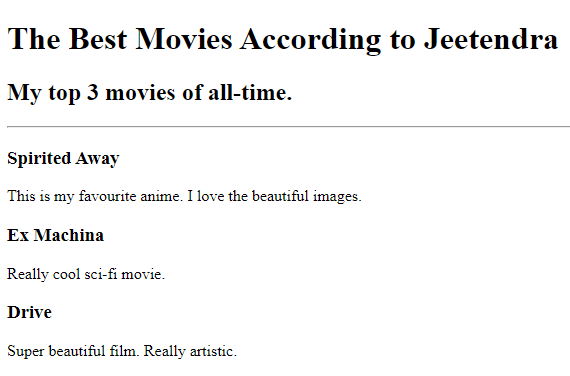 The Best Movies According to Jeetendra
My top 3 movies of all-time.
Spirited Away
This is my favourite anime. I love the beautiful images.
Ex Machina
Really cool sci-fi movie.
Drive
Super beautiful film. Really artistic.